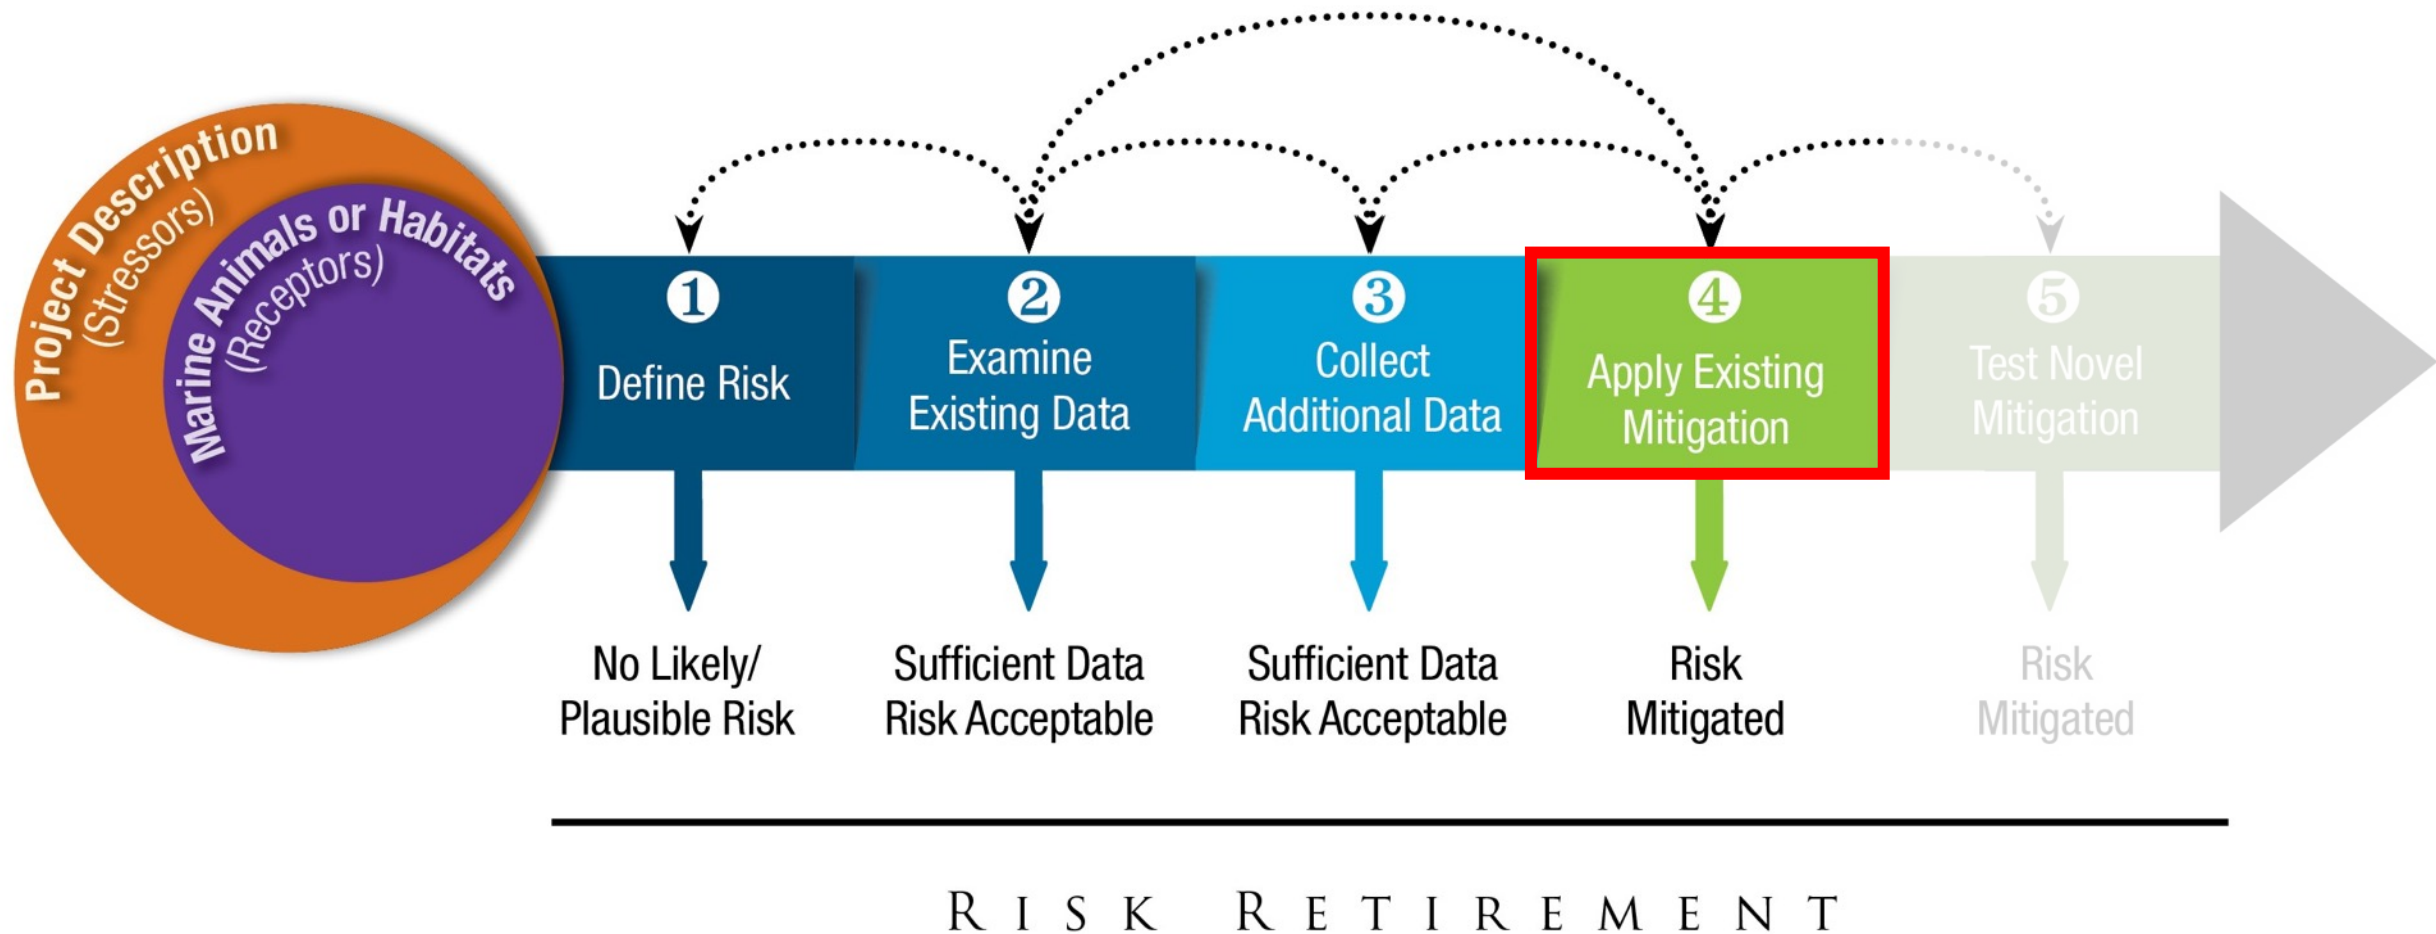 Project Description
(Stressors)
Marine Animals or Habitats
(Receptors)
1
Define Risk
2
Examine
Existing Data
3
Collect
Additional Data
4
Apply Existing
Mitigation
5
Test Novel
Mitigation
No Likely/
Plausible Risk
Sufficient Data
Risk Acceptable
Sufficient Data
Risk Acceptable
Risk
Mitigated
Risk
Mitigated
RISK RETIREMENT